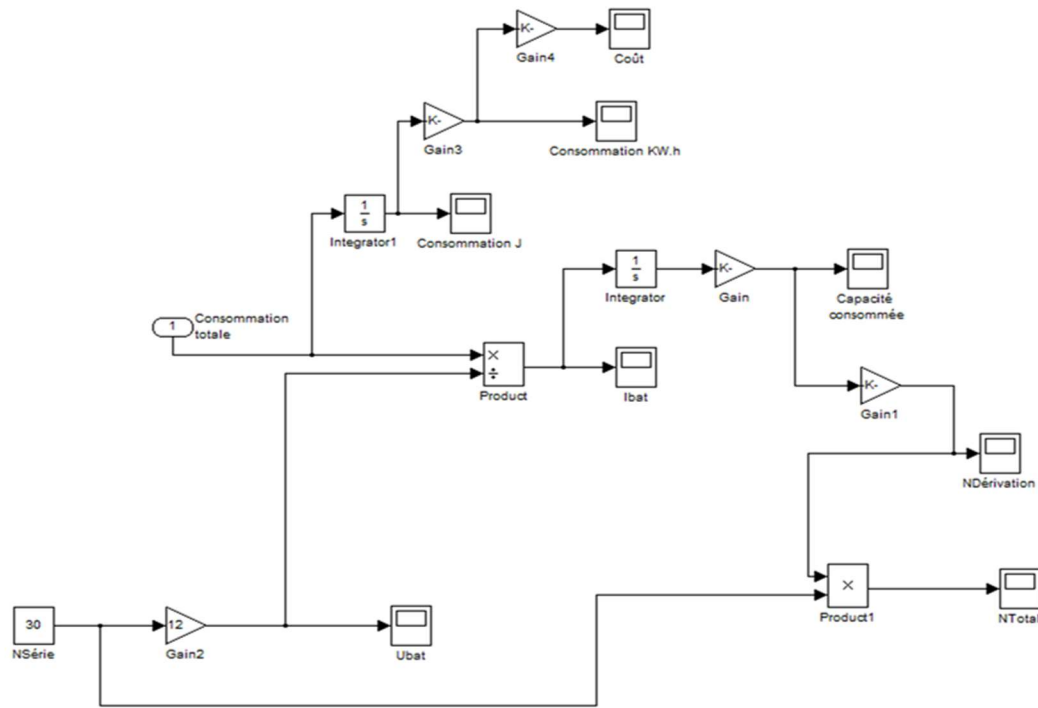 K-
Gain4
Coût
K-
Gain3
Consommation KW.h
1
s
Integrator1
Consommation J
1
s
Integrator
K-
Gain
Capacité
consommée
1
Consommation
totale
×
÷
Product
Ibat
K-
Gain1
NDérivation
×
Product1
NTotal
30
NSérie
12
Gain2
Ubat